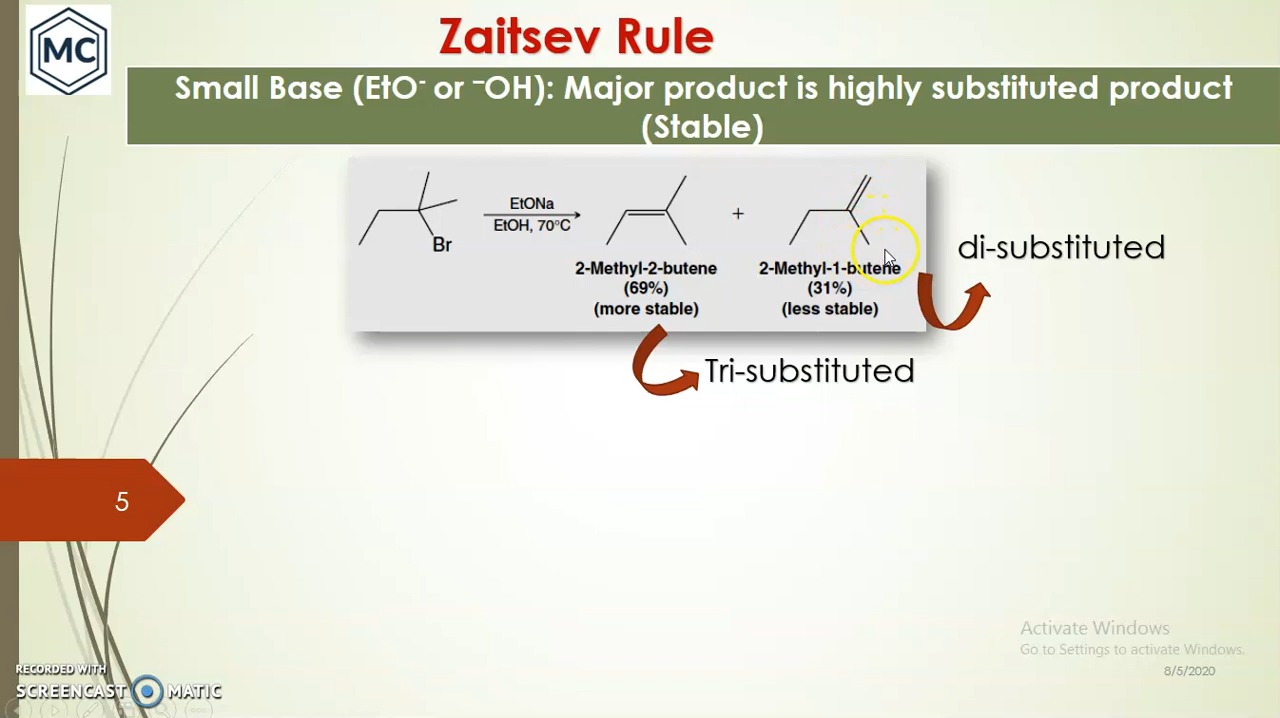 MC
Zaitsev Rule
Small Base (EtO- or ⁻OH): Major product is highly substituted product
(Stable)
Br
EtONa
EtOH, 70°C
+
2-Methyl-2-butene
(69%)
(more stable)
2-Methyl-1-butene
(31%)
(less stable)
di-substituted
Tri-substituted
5
Activate Windows
Go to Settings to activate Windows.
8/5/2020
RECORDED WITH
SCREENCAST MATIC